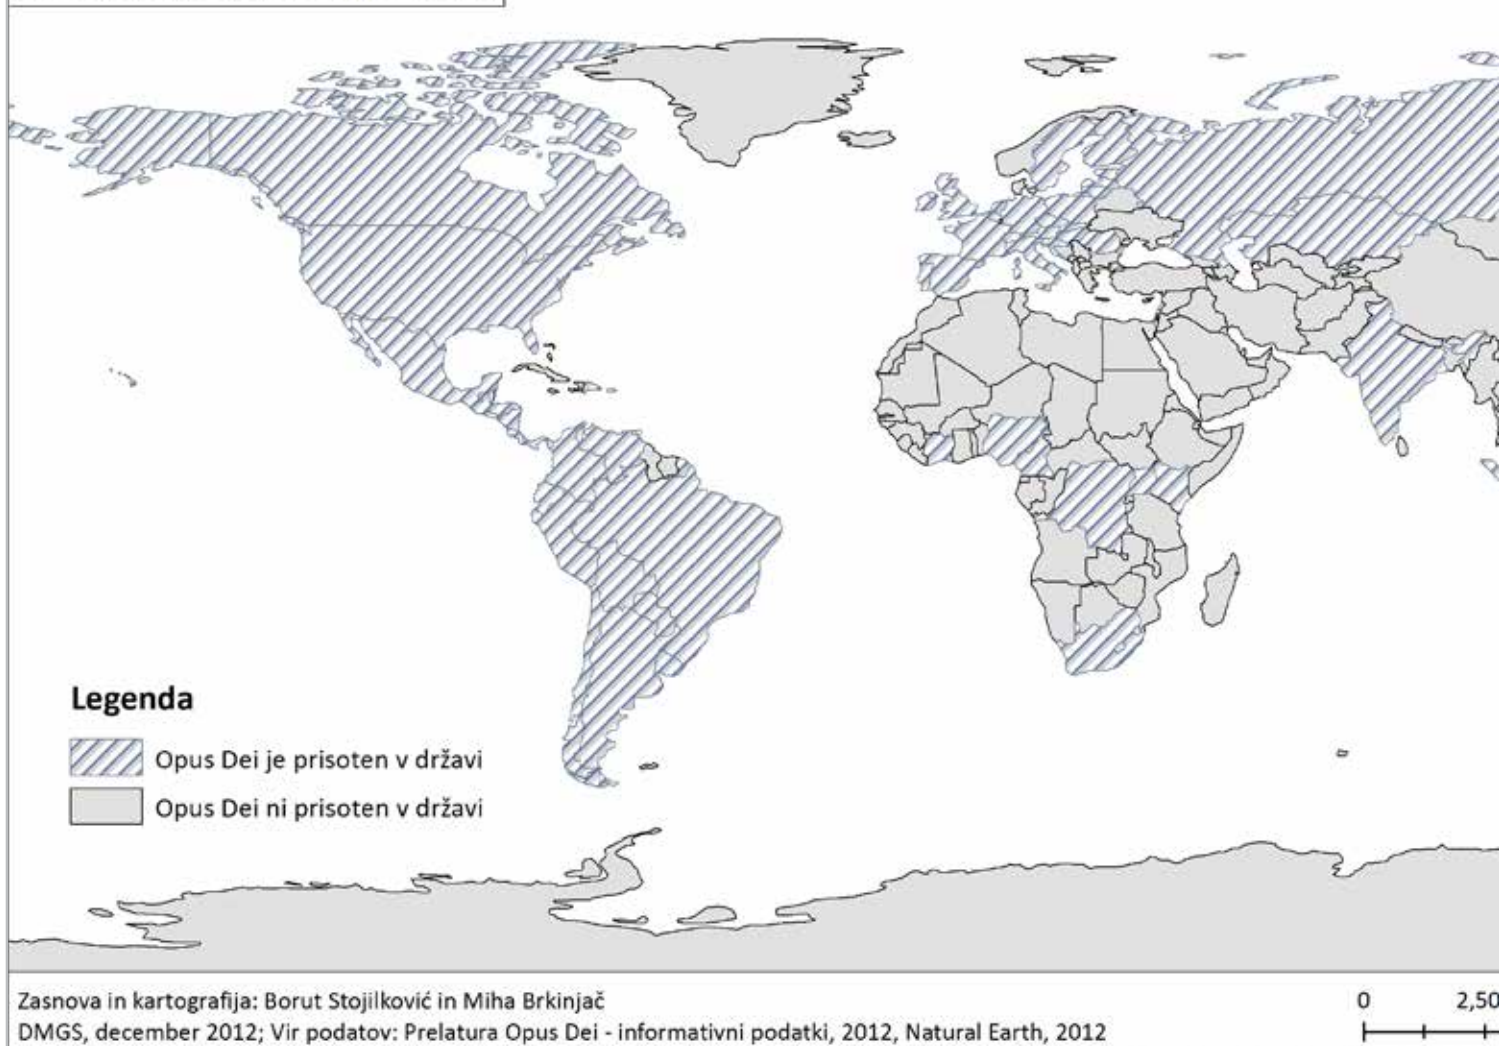 Legenda
Opus Dei je prisoten v državi
Opus Dei ni prisoten v državi
Zasnova in kartografija: Borut Stojilković in Miha Brkinjač
DMGS, december 2012; Vir podatov: Prelatura Opus Dei - informativni podatki, 2012, Natural Earth, 2012
0 2,50